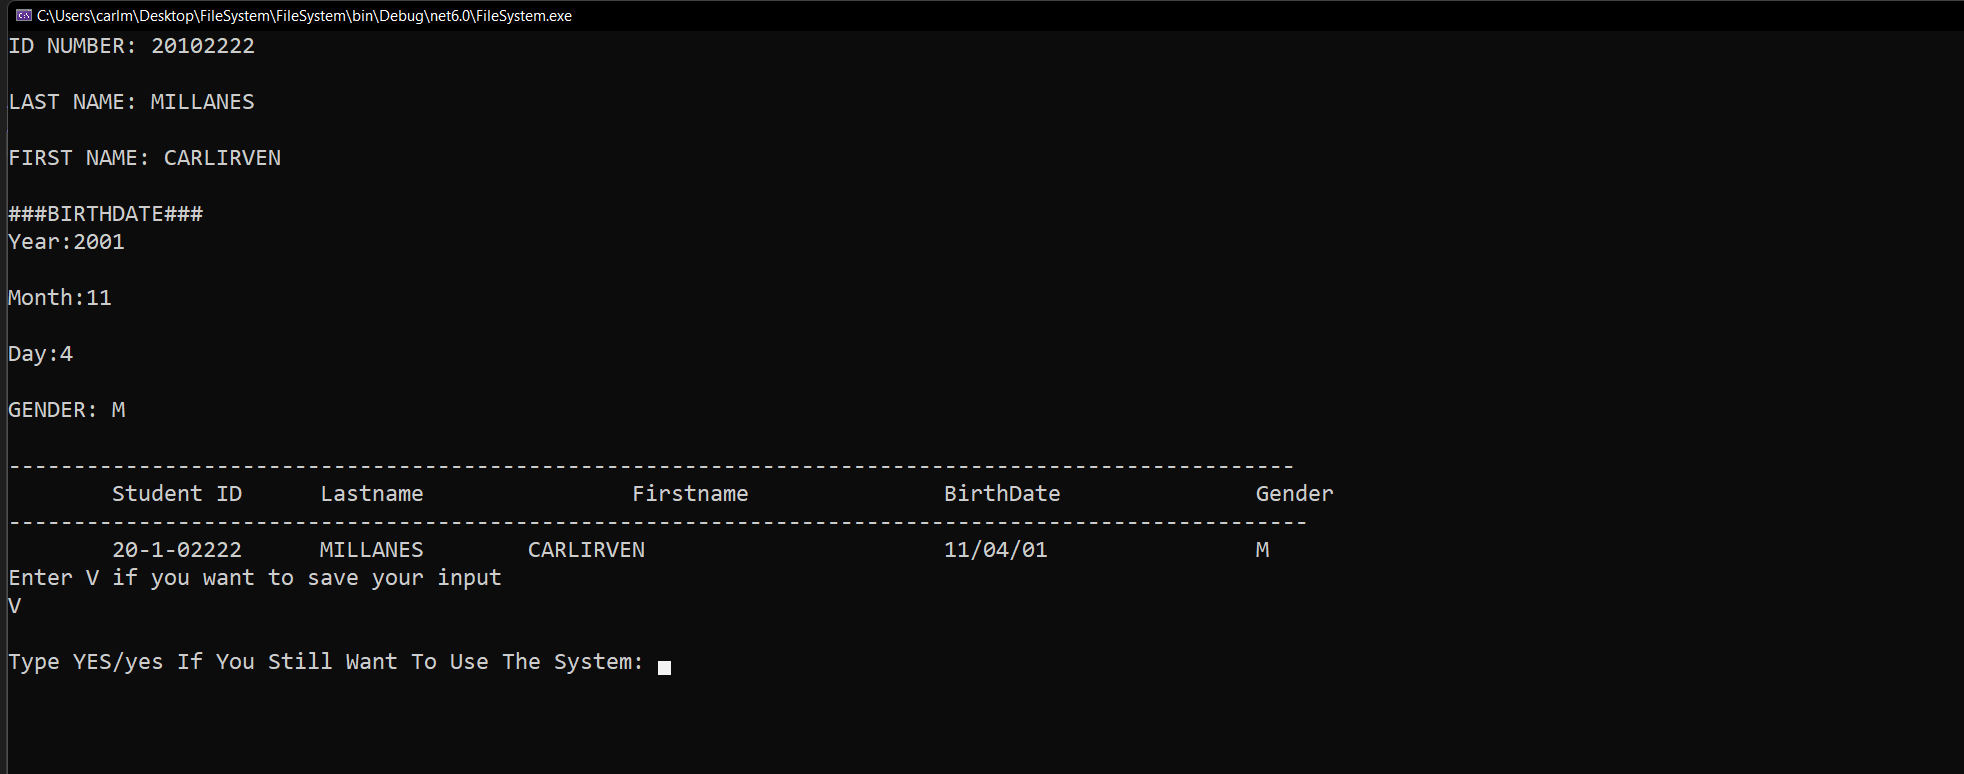 C:\Users\carlm\Desktop\FileSystem\FileSystem\bin\Debug\net6.0\FileSystem.exe
ID NUMBER: 20102222
LAST NAME: MILLANES
FIRST NAME: CARLIRVEN
###BIRTHDATE###
Year:2001
Month:11
Day:4
GENDER: M
---------------------------------------------------------------------------------------------------
        Student ID      Lastname                Firstname               BirthDate               Gender
----------------------------------------------------------------------------------------------------
        20-1-02222      MILLANES        CARLIRVEN                       11/04/01                M
Enter V if you want to save your input
V
Type YES/yes If You Still Want To Use The System: